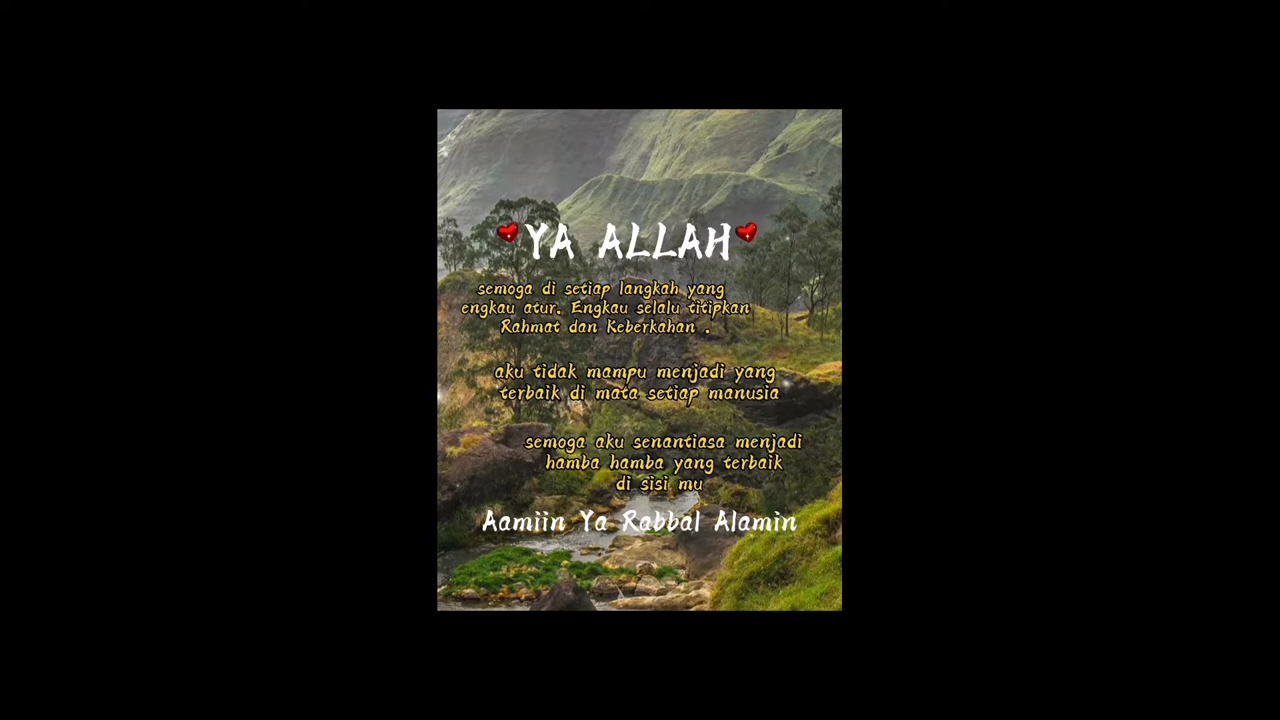 YA ALLAH
semoga di setiap langkah yang
engkau atur. Engkau selalu titipkan
Rahmat dan Keberkahan .
aku tidak mampu menjadi yang
terbaik di mata setiap manusia
semoga aku senantiasa menjadi
hamba hamba yang terbaik
di sisi mu
Aamiin Ya Rabbal Alamin